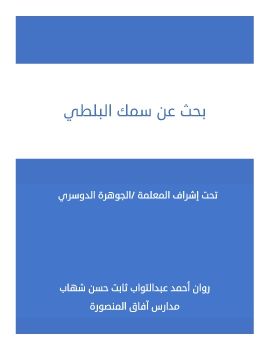 بحث عن سمك البلطي
تحت إشراف المعلمة /الجوهرة الدوسري
روان أحمد عبدالتواب ثابت حسن شهاب
مدارس آفاق المنصورة